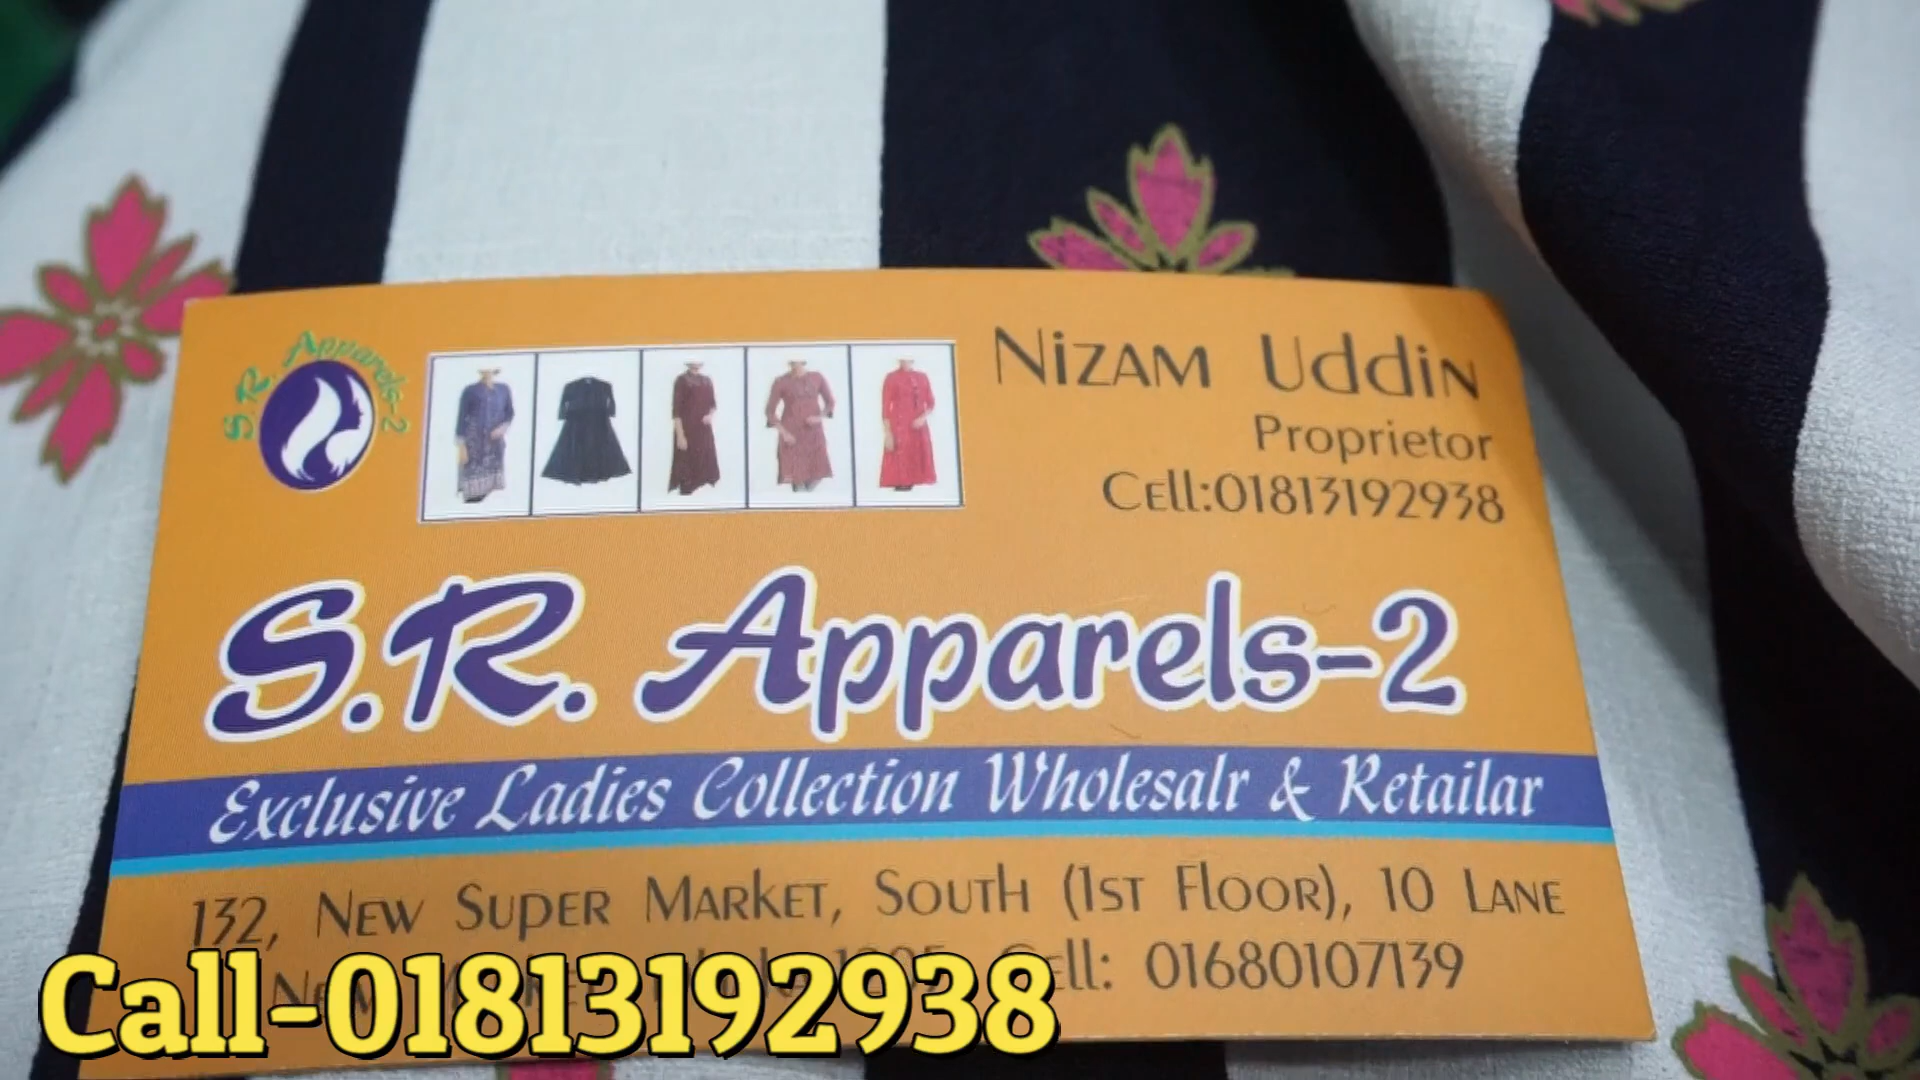 S.R. Apparels-2
Nizam Uddin
Proprietor
Cell:01813192938
S.R. Apparels-2
Exclusive Ladies Collection Wholesalr & Retailar
132, New Super Market, South (1st Floor), 10 Lane
Cell: 01680107139
Call-01813192938